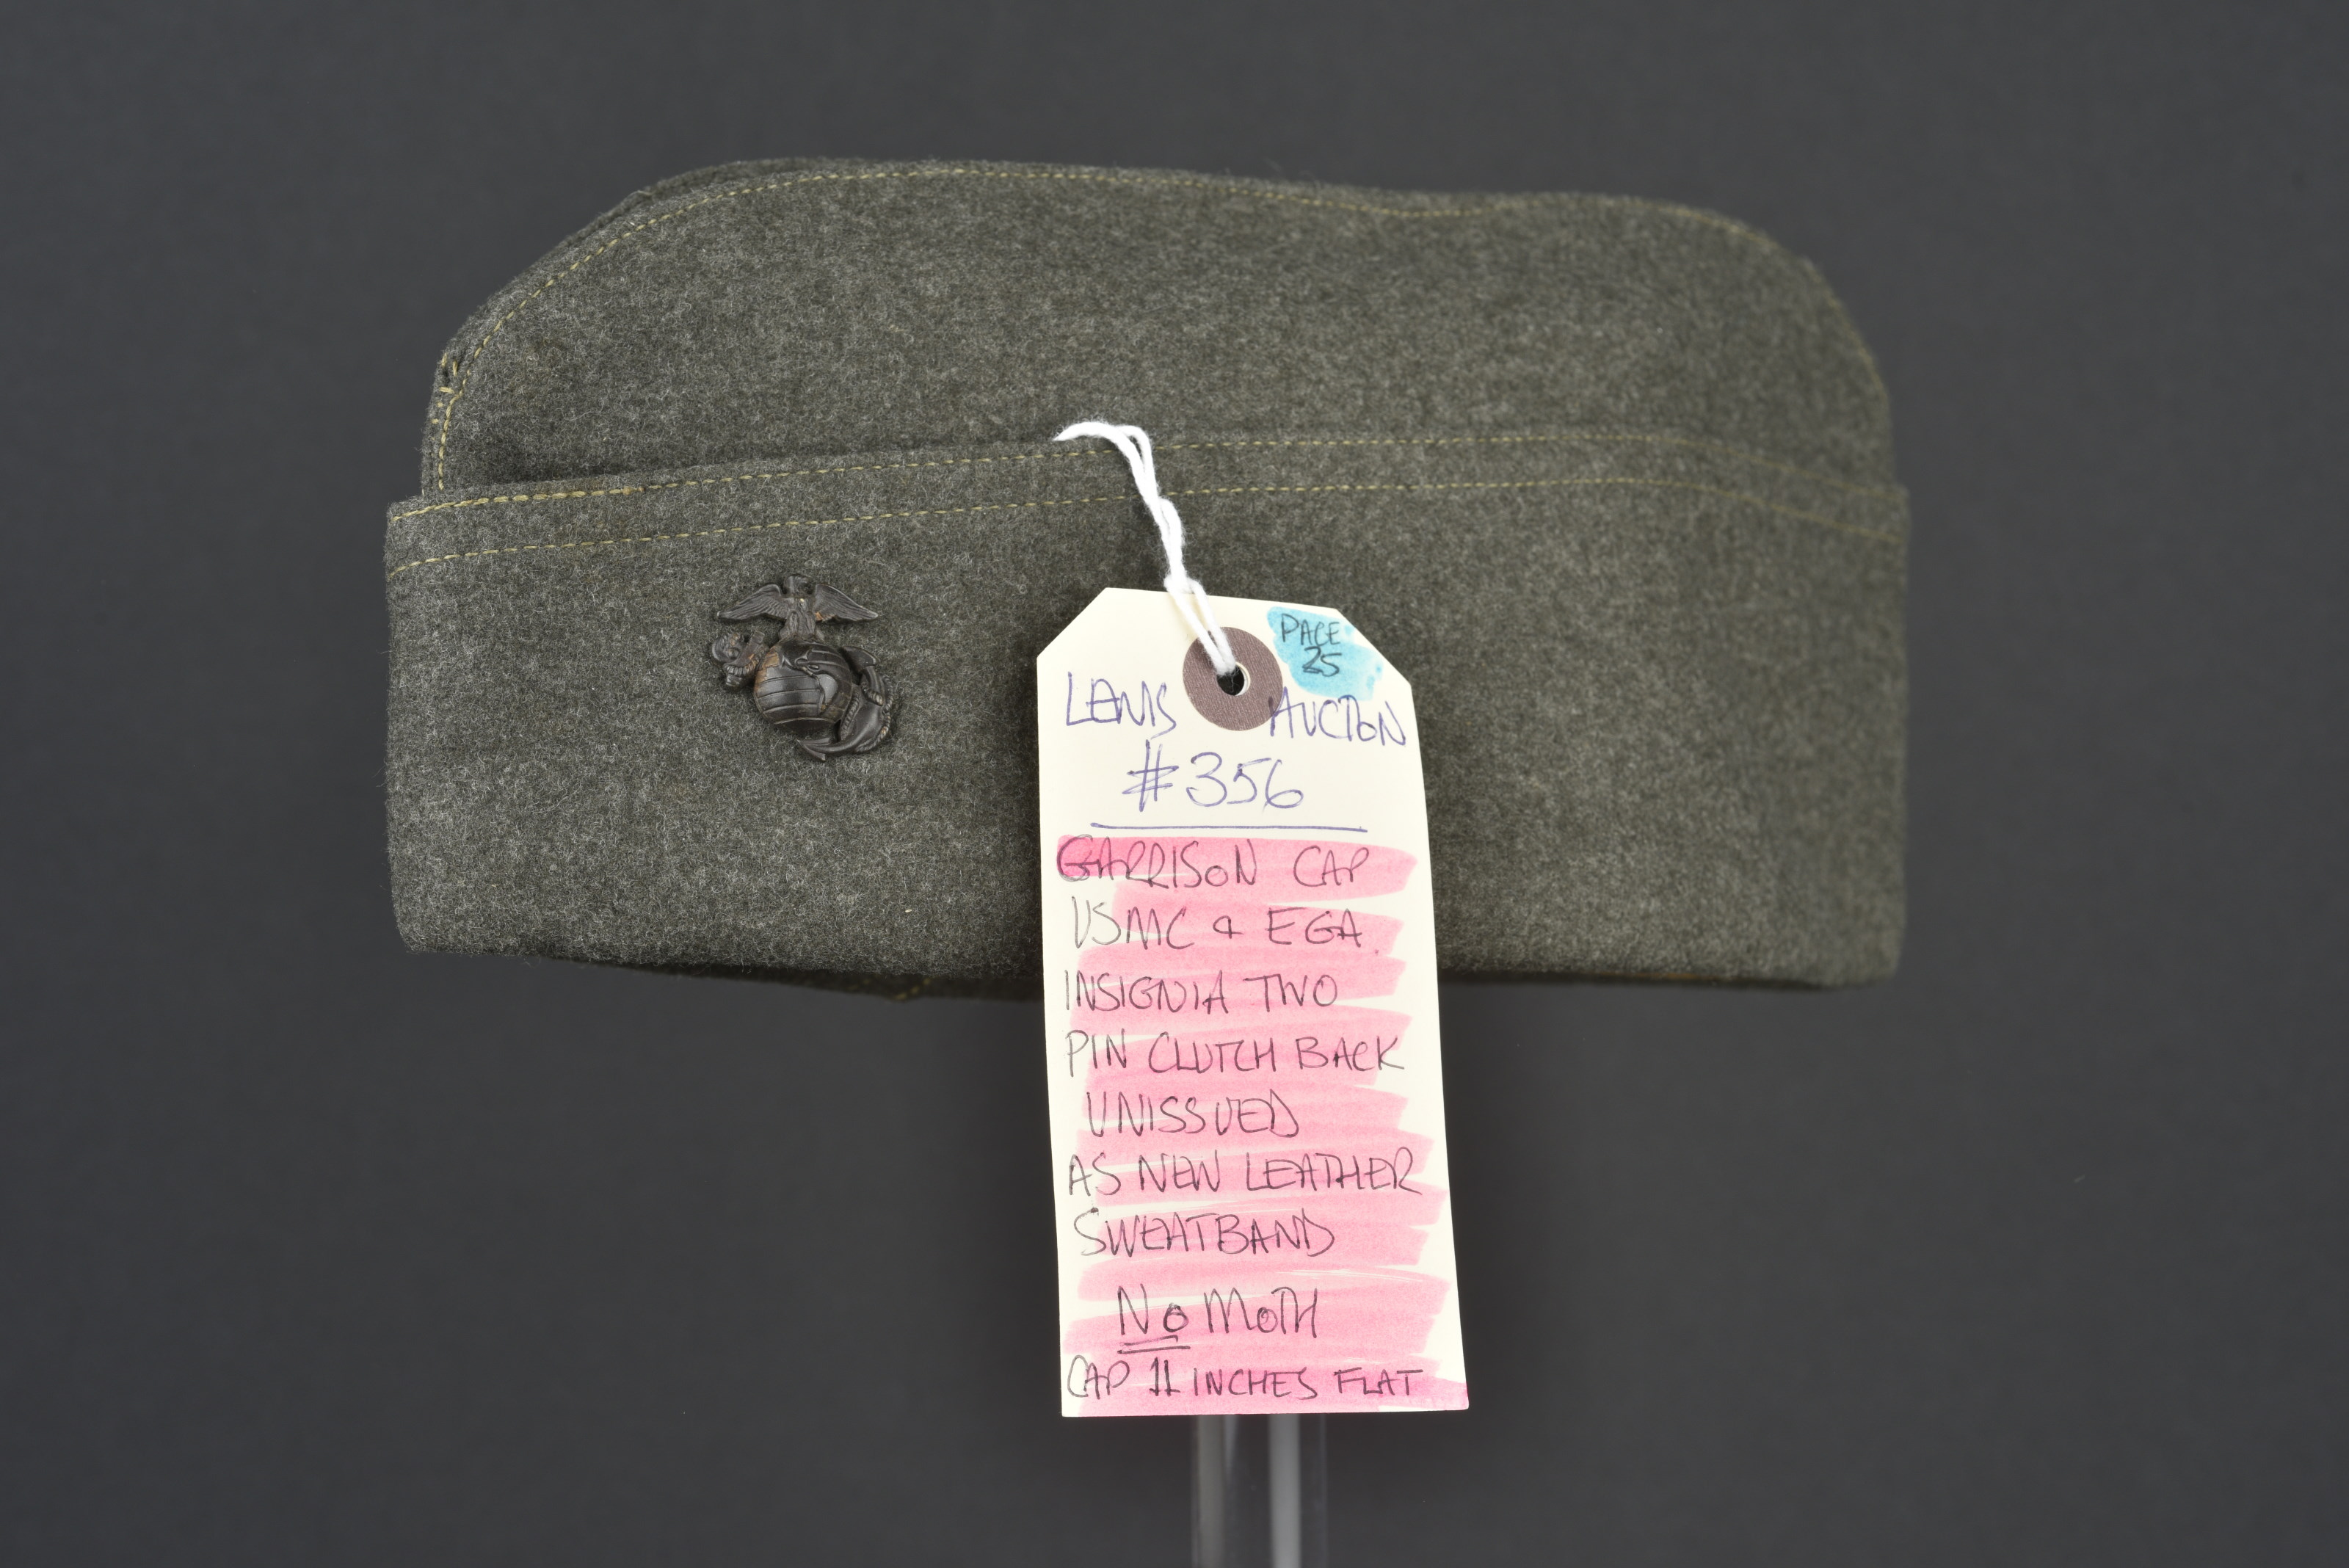 PAGE
25
LEWIS AUCTION
#356
GARRISON CAP
USMC & EGA.
INSIGNIA TWO
PIN CLUTCH BACK
UNISSUED
AS NEW LEATHER
SWEATBAND
NO MOTH
CAP 11 INCHES FLAT